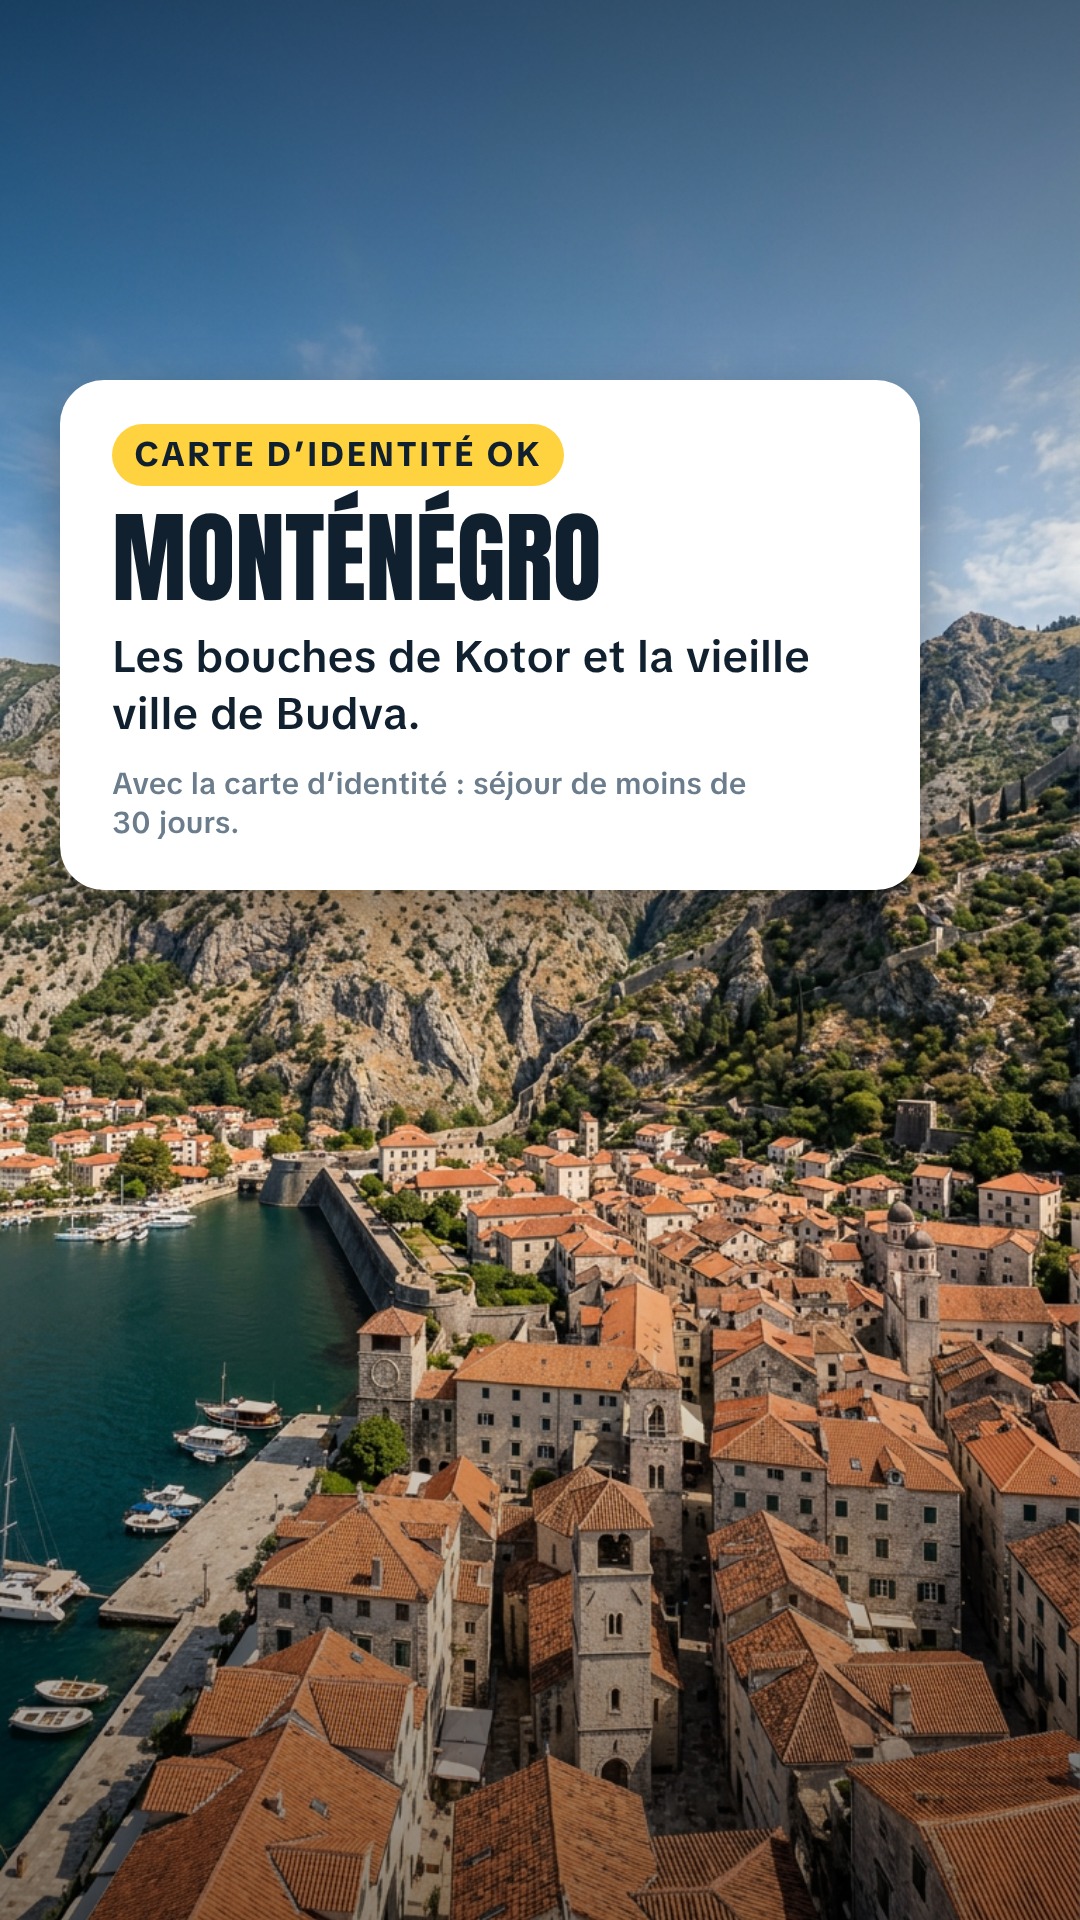 CARTE D’IDENTITÉ OK
MONTÉNÉGRO
Les bouches de Kotor et la vieille
ville de Budva.
Avec la carte d’identité : séjour de moins de
30 jours.